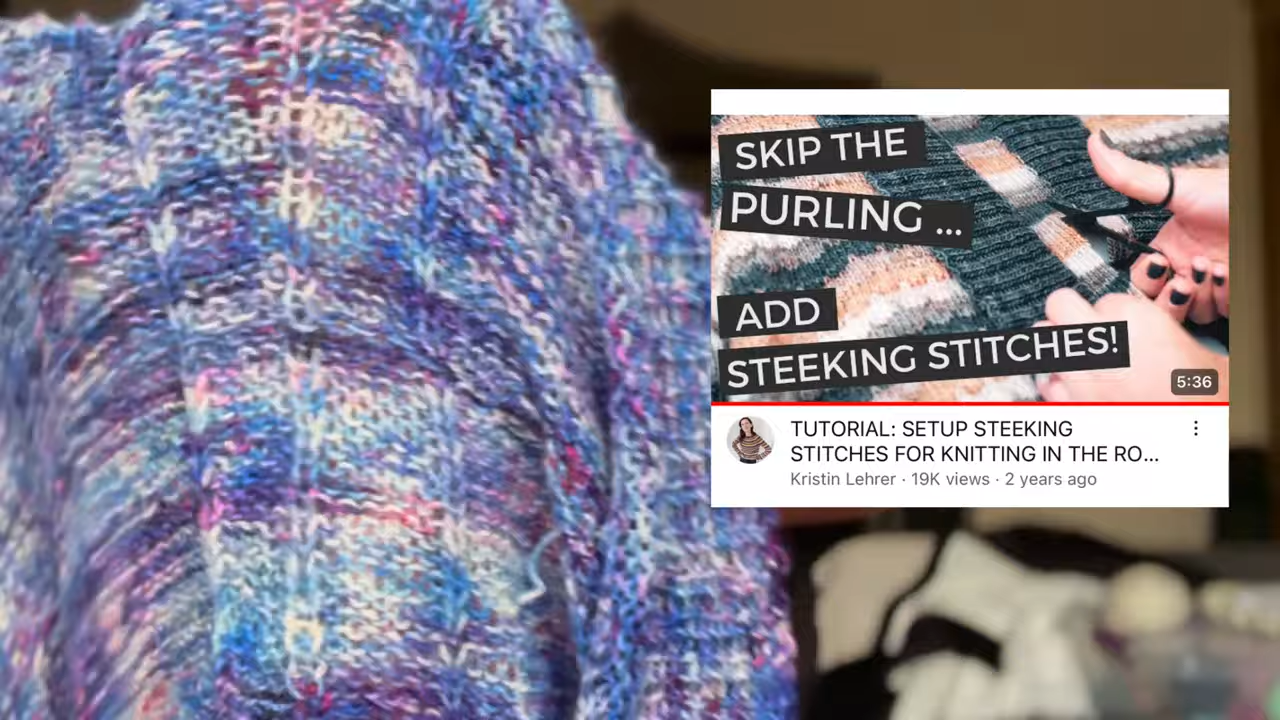 SKIP THE
PURLING ...
ADD
STEEKING STITCHES!
5:36
TUTORIAL: SETUP STEEKING
STITCHES FOR KNITTING IN THE RO...
Kristin Lehrer · 19K views · 2 years ago